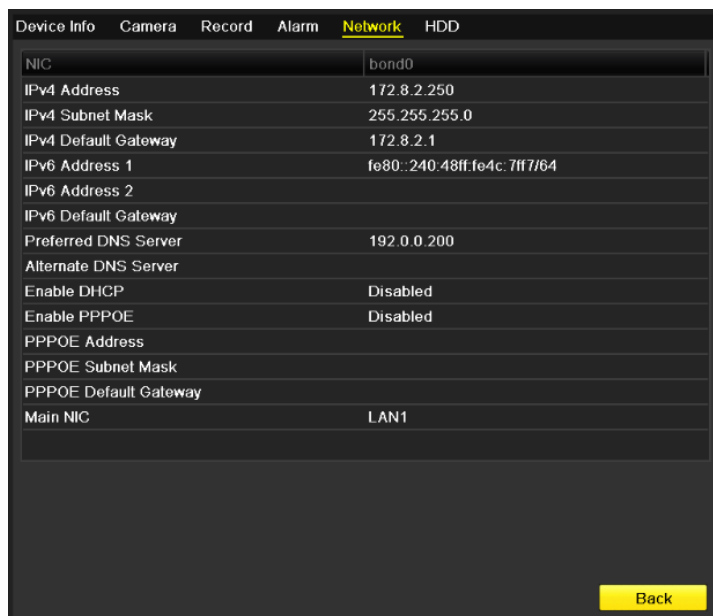 Device Info Camera Record Alarm Network HDD
NIC bond0
IPv4 Address 172.8.2.250
IPv4 Subnet Mask 255.255.255.0
IPv4 Default Gateway 172.8.2.1
IPv6 Address 1 fe80::240:48ff:fe4c:7ff7/64
IPv6 Address 2
IPv6 Default Gateway
Preferred DNS Server 192.0.0.200
Alternate DNS Server
Enable DHCP Disabled
Enable PPPOE Disabled
PPPOE Address
PPPOE Subnet Mask
PPPOE Default Gateway
Main NIC LAN1
Back